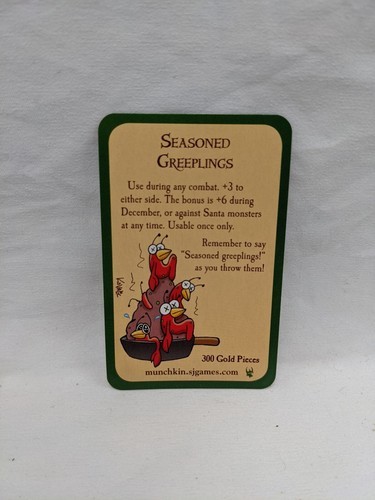 SEASONED
GREEPLINGS
Use during any combat. +3 to
either side. The bonus is +6 during
December, or against Santa monsters
at any time. Usable once only.
Remember to say
"Seasoned greeplings!"
as you throw them!
Kovalic
300 Gold Pieces
munchkin.sjgames.com